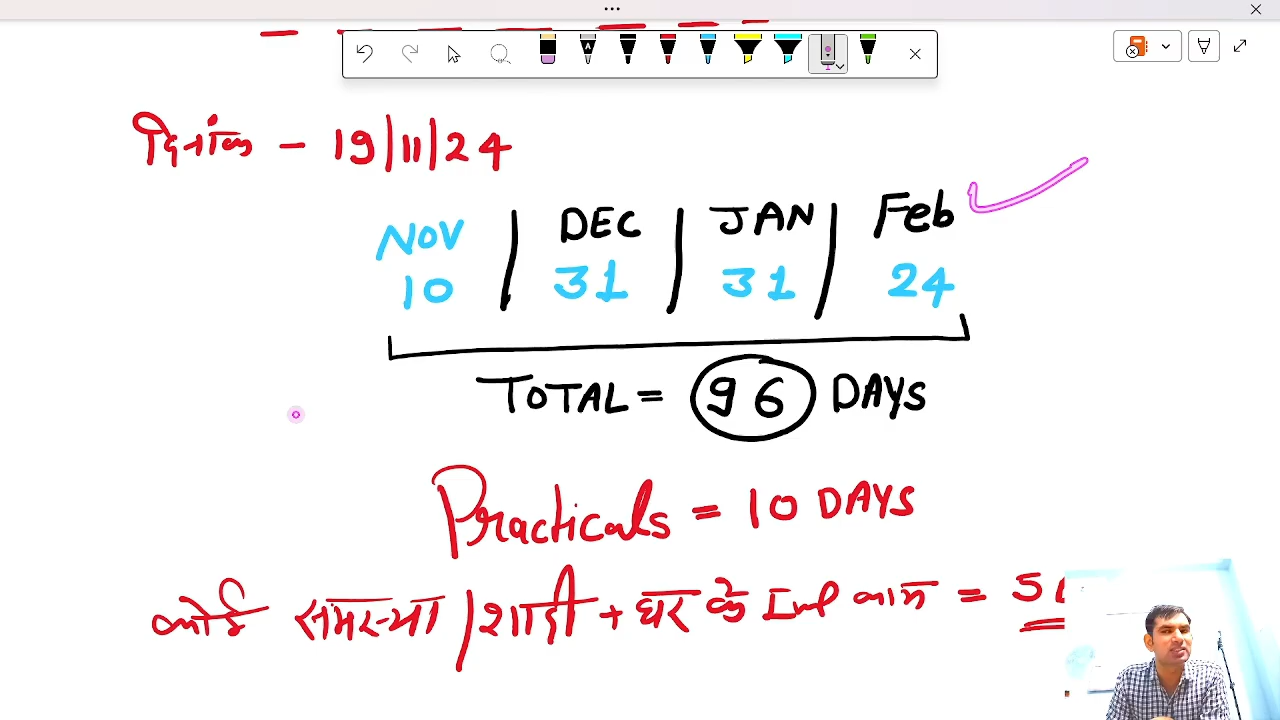 दिनांक - 19/11/24
NOV | DEC | JAN | Feb
10 | 31 | 31 | 24
TOTAL = 96 DAYS
Practicals = 10 DAYS
कोई समस्या / शादी + घर के Imp काम = 5